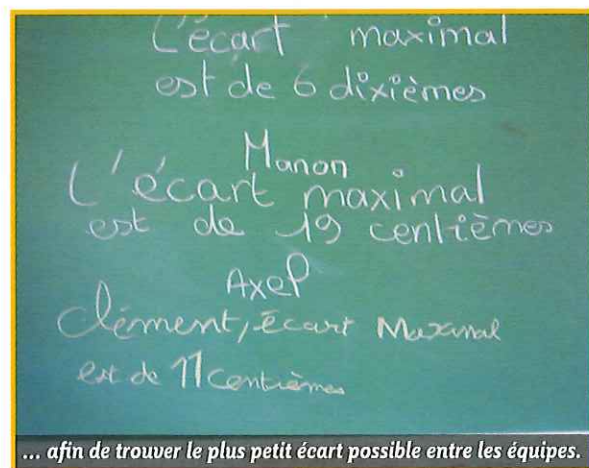 L'écart maximal
est de 6 dixièmes
Manon
L'écart maximal
est de 19 centièmes
Axel
Clément, écart Maximal
est de 11 centièmes
... afin de trouver le plus petit écart possible entre les équipes.